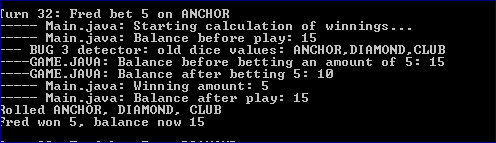 Turn 32: Fred bet 5 on ANCHOR
----- Main.java: Starting calculation of winnings...
----- Main.java: Balance before play: 15
--- BUG 3 detector: old dice values: ANCHOR,DIAMOND,CLUB
----GAME.JAVA: Balance before betting an amount of 5: 15
----GAME.JAVA: Balance after betting 5: 10
----- Main.java: Winning amount: 5
----- Main.java: Balance after play: 15
Rolled ANCHOR, DIAMOND, CLUB
Fred won 5, balance now 15